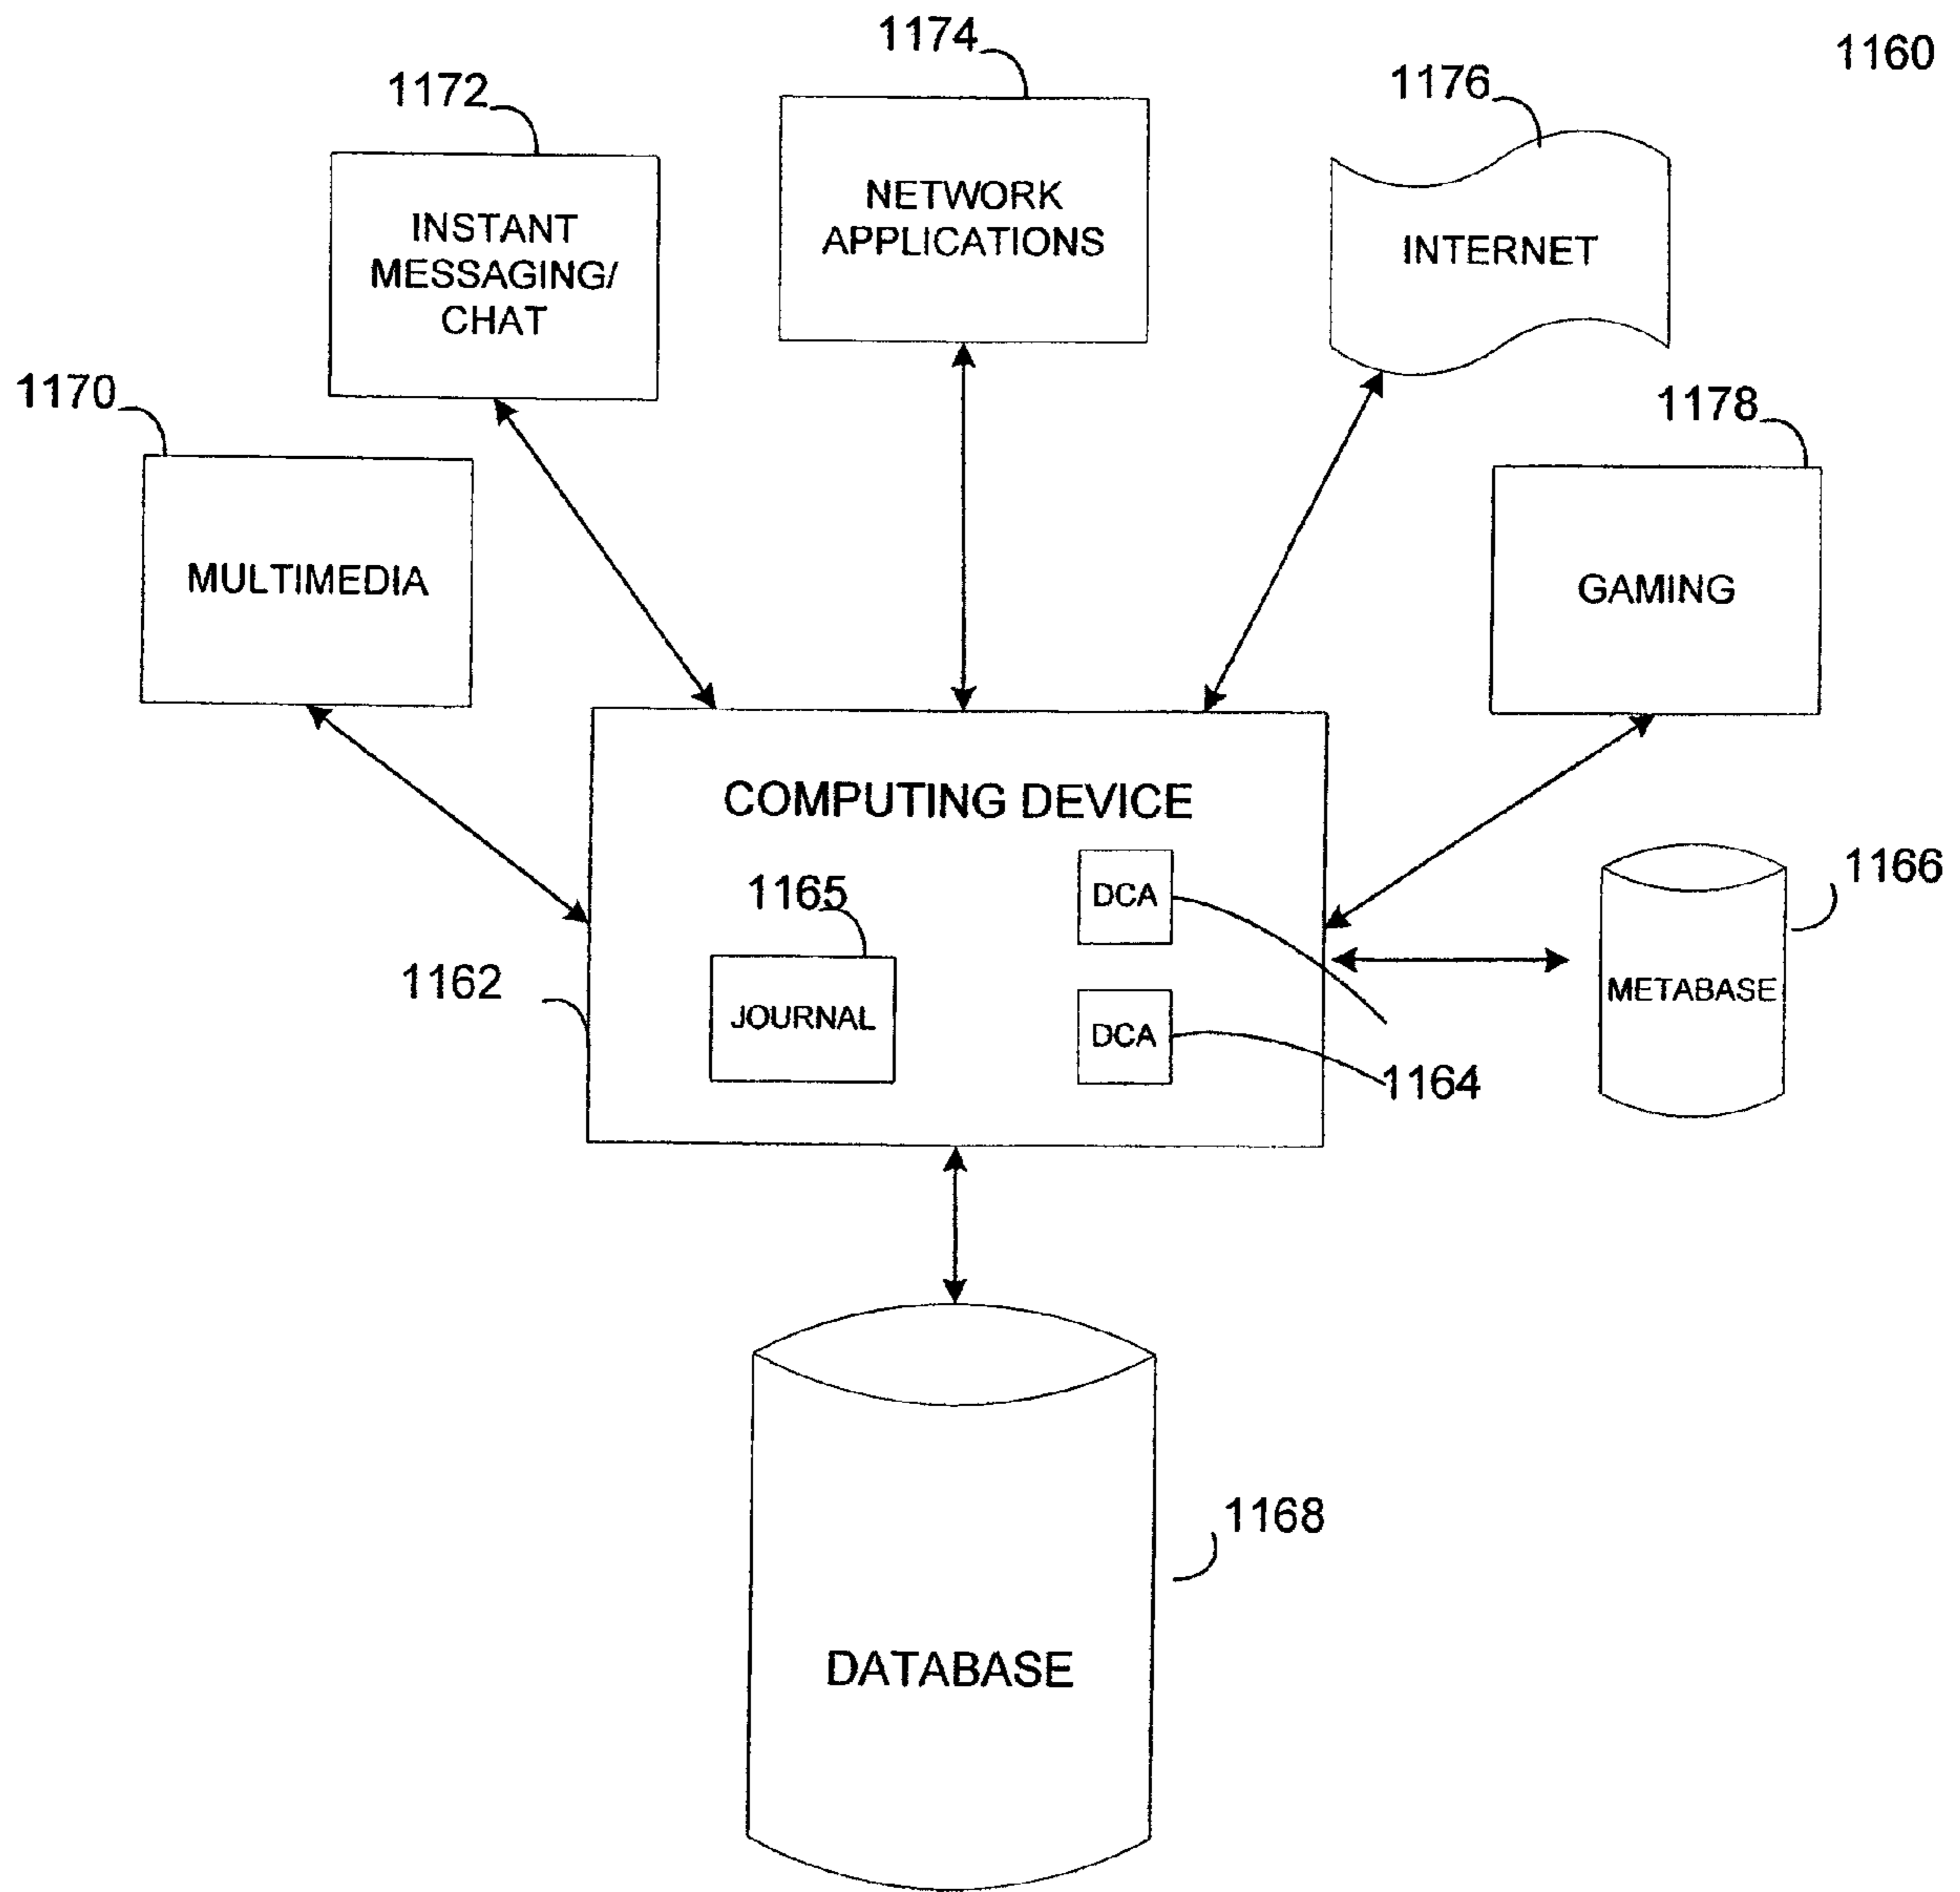 1174
1160
1172
1176
NETWORK
APPLICATIONS
INSTANT
MESSAGING/
CHAT
INTERNET
1170
1178
MULTIMEDIA
GAMING
COMPUTING DEVICE
1166
1165
DCA
1162
JOURNAL
METABASE
DCA
1164
1168
DATABASE